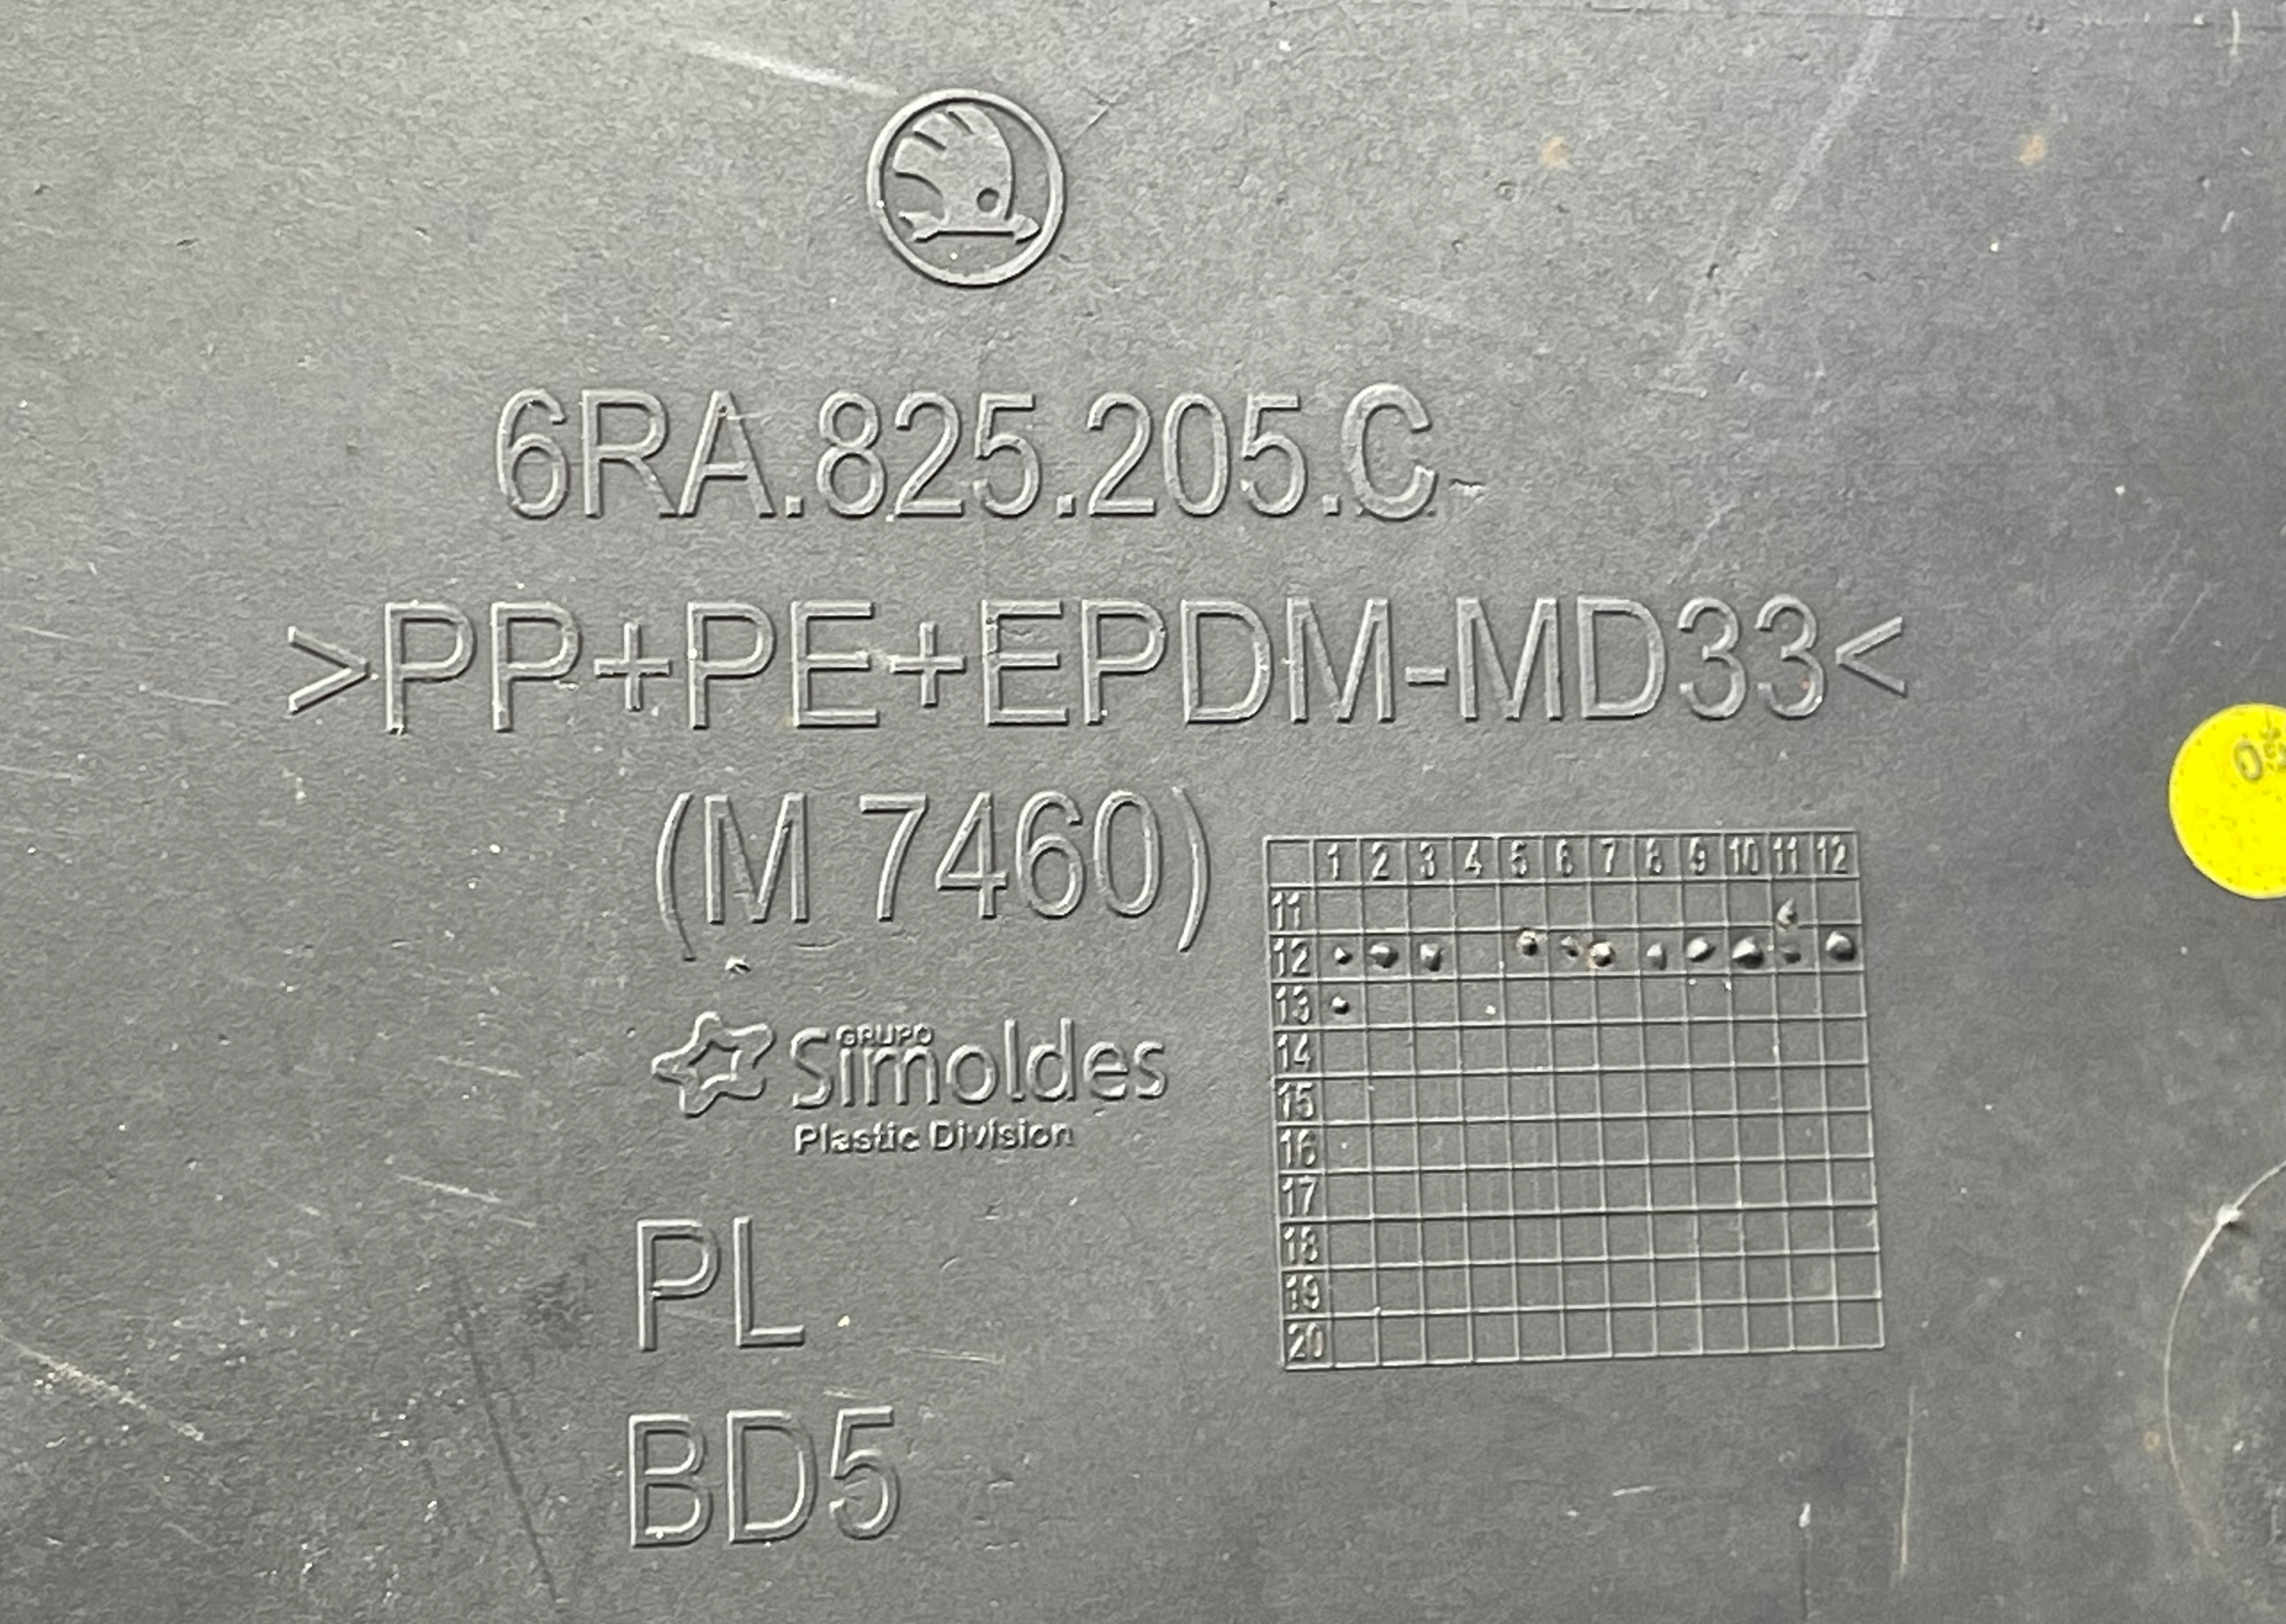 6RA.825.205.C
>PP+PE+EPDM-MD33<
(M 7460)
1 2 3 4 5 6 7 8 9 10 11 12
11
12
13
14
15
16
17
18
19
20
GRUPO
Simoldes
Plastic Division
PL
BD5